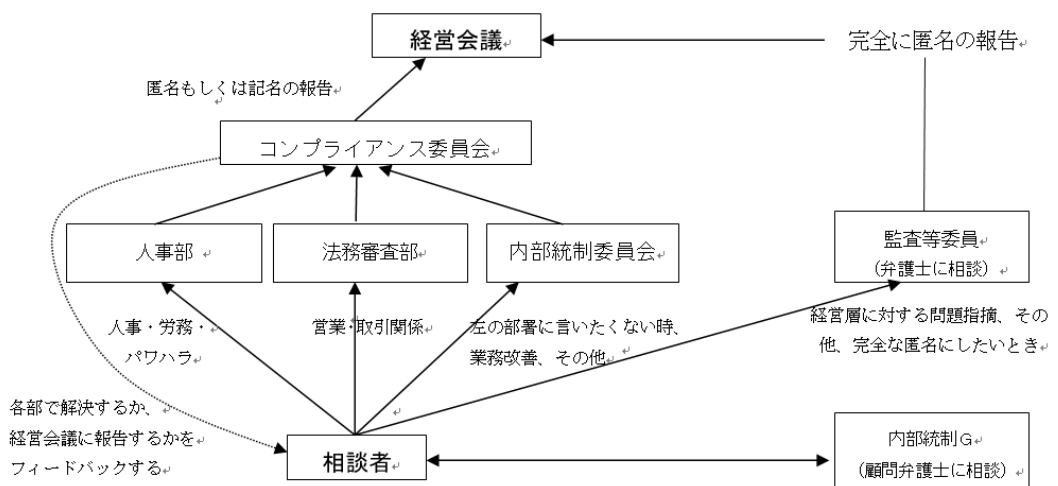 経営会議
完全に匿名の報告
匿名もしくは記名の報告
コンプライアンス委員会
人事部
法務審査部
内部統制委員会
監査等委員
(弁護士に相談)
人事・労務・
パワハラ
営業・取引関係
左の部署に言いたくない時、
業務改善、その他
経営層に対する問題指摘、その
他、完全な匿名にしたいとき
各部で解決するか、
経営会議に報告するかを
フィードバックする
相談者
内部統制G
(顧問弁護士に相談)